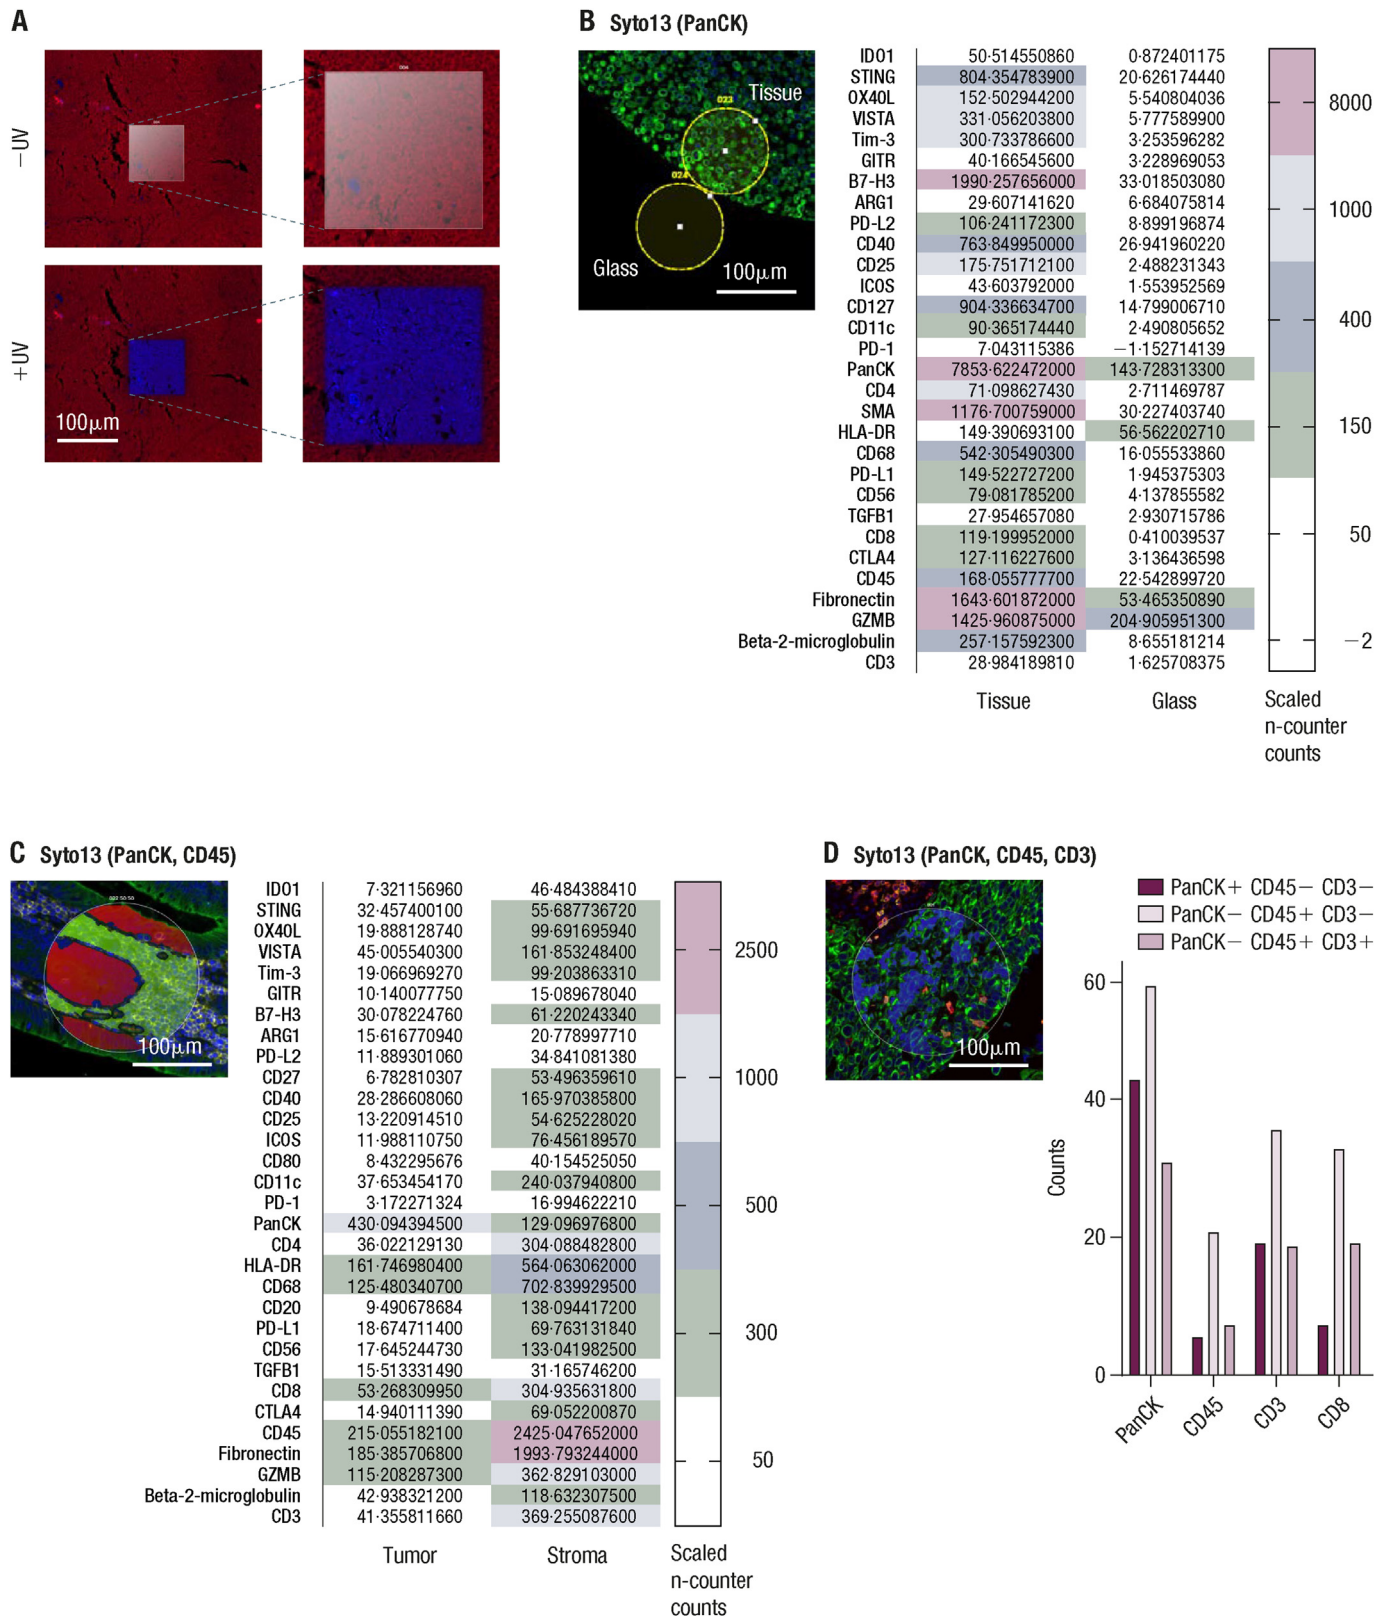 A
−UV
+UV
100μm
B Syto13 (PanCK)
023
Tissue
024
Glass
100μm
IDO1 50·514550860 0·872401175
STING 804·354783900 20·626174440
OX40L 152·502944200 5·540804036
VISTA 331·056203800 5·777589900
Tim-3 300·733786600 3·253596282
GITR 40·166545600 3·228969053
B7-H3 1990·257656000 33·018503080
ARG1 29·607141620 6·684075814
PD-L2 106·241172300 8·899196874
CD40 763·849950000 26·941960220
CD25 175·751712100 2·488231343
ICOS 43·603792000 1·553952569
CD127 904·336634700 14·799006710
CD11c 90·365174440 2·490805652
PD-1 7·043115386 −1·152714139
PanCK 7853·622472000 143·728313300
CD4 71·098627430 2·711469787
SMA 1176·700759000 30·227403740
HLA-DR 149·390693100 56·562202710
CD68 542·305490300 16·055533860
PD-L1 149·522727200 1·945375303
CD56 79·081785200 4·137855582
TGFB1 27·954657080 2·930715786
CD8 119·199952000 0·410039537
CTLA4 127·116227600 3·136436598
CD45 168·055777700 22·542899720
Fibronectin 1643·601872000 53·465350890
GZMB 1425·960875000 204·905951300
Beta-2-microglobulin 257·157592300 8·655181214
CD3 28·984189810 1·625708375
Tissue Glass
8000
1000
400
150
50
−2
Scaled
n-counter
counts
C Syto13 (PanCK, CD45)
100μm
IDO1 7·321156960 46·484388410
STING 32·457400100 55·687736720
OX40L 19·888128740 99·691695940
VISTA 45·005540300 161·853248400
Tim-3 19·066969270 99·203863310
GITR 10·140077750 15·089678040
B7-H3 30·078224760 61·220243340
ARG1 15·616770940 20·778997710
PD-L2 11·889301060 34·841081380
CD27 6·782810307 53·496359610
CD40 28·286608060 165·970385800
CD25 13·220914510 54·625228020
ICOS 11·988110750 76·456189570
CD80 8·432295676 40·154525050
CD11c 37·653454170 240·037940800
PD-1 3·172271324 16·994622210
PanCK 430·094394500 129·096976800
CD4 36·022129130 304·088482800
HLA-DR 161·746980400 564·063062000
CD68 125·480340700 702·839929500
CD20 9·490678684 138·094417200
PD-L1 18·674711400 69·763131840
CD56 17·645244730 133·041982500
TGFB1 15·513331490 31·165746200
CD8 53·268309950 304·935631800
CTLA4 14·940111390 69·052200870
CD45 215·055182100 2425·047652000
Fibronectin 185·385706800 1993·793244000
GZMB 115·208287300 362·829103000
Beta-2-microglobulin 42·938321200 118·632307500
CD3 41·355811660 369·255087600
Tumor Stroma
2500
1000
500
300
50
Scaled
n-counter
counts
D Syto13 (PanCK, CD45, CD3)
100μm
PanCK+ CD45− CD3−
PanCK− CD45+ CD3−
PanCK− CD45+ CD3+
60
40
20
0
Counts
PanCK
CD45
CD3
CD8